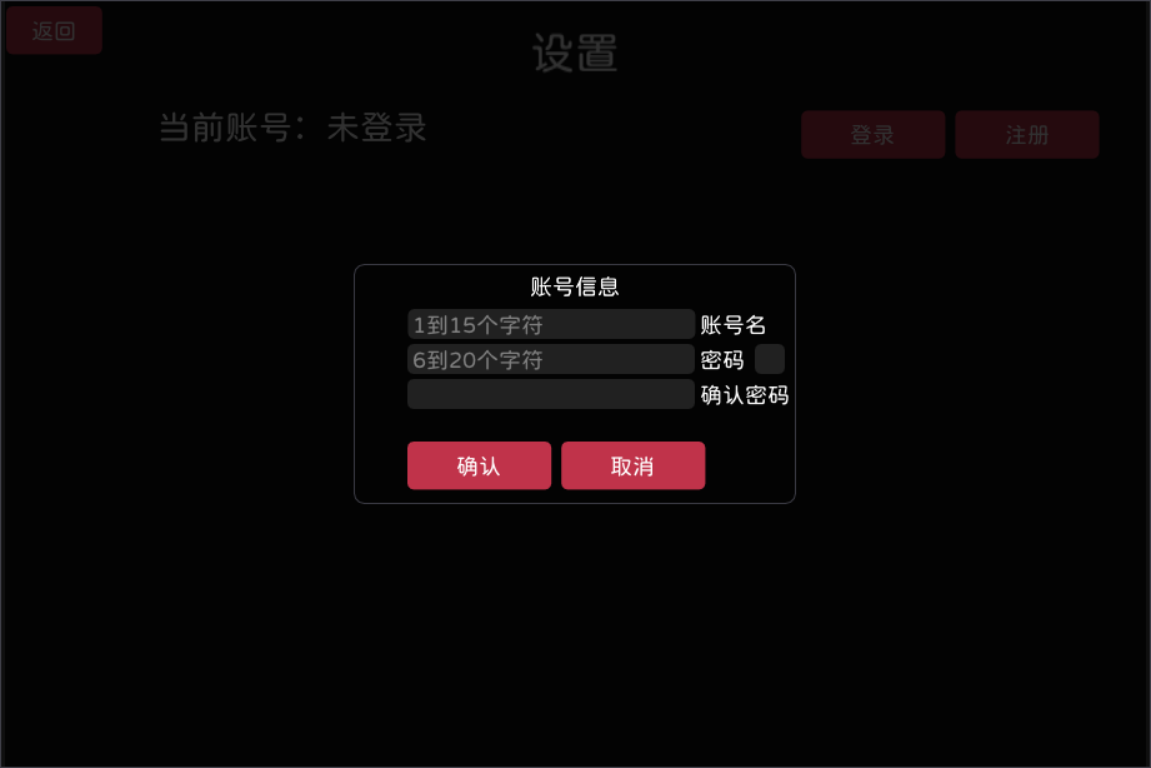 返回
设置
当前账号：未登录
登录
注册
账号信息
1到15个字符 账号名
6到20个字符 密码
确认密码
确认
取消